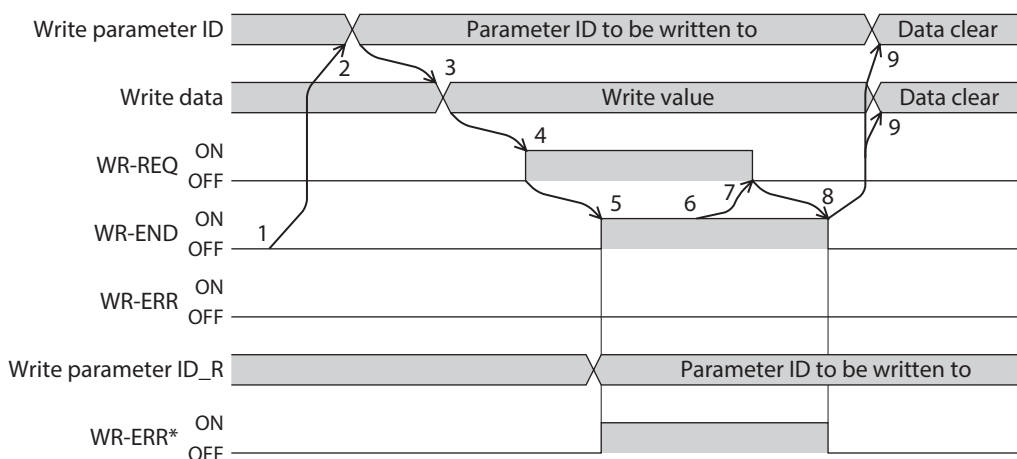 Write parameter ID Parameter ID to be written to Data clear
2 3 9
Write data Write value Data clear
4 9
WR-REQ ON
OFF
5 6 7 8
WR-END ON
1
OFF
WR-ERR ON
OFF
Write parameter ID_R Parameter ID to be written to
WR-ERR* ON
OFF